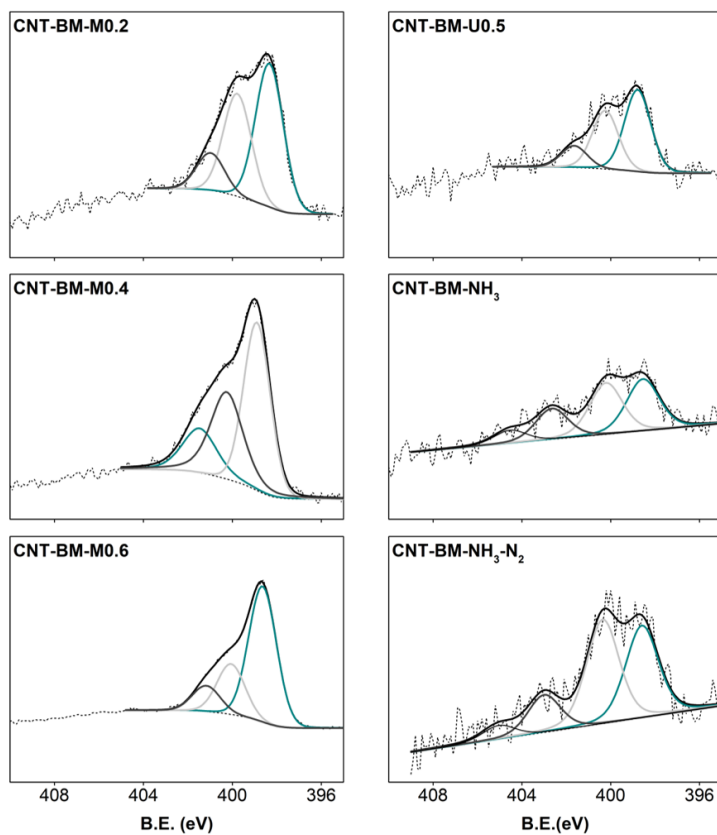 CNT-BM-M0.2
CNT-BM-U0.5
CNT-BM-M0.4
CNT-BM-NH₃
CNT-BM-M0.6
CNT-BM-NH₃-N₂
408 404 400 396
408 404 400 396
B.E. (eV)
B.E.(eV)